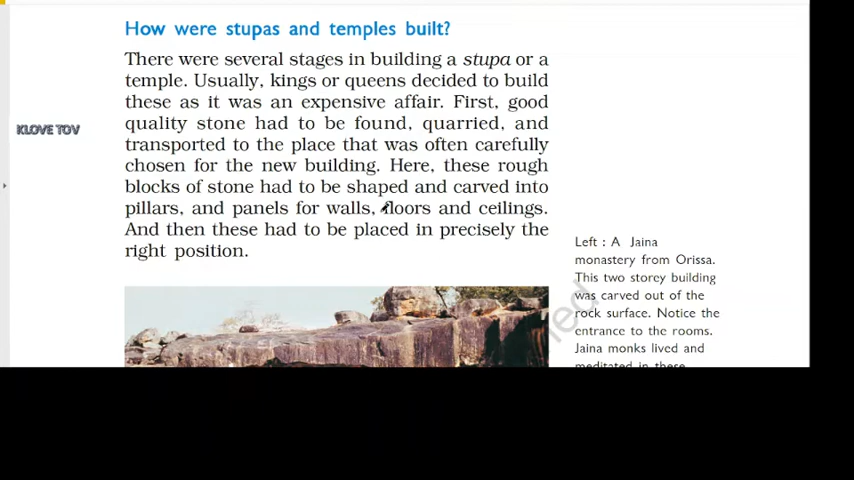 How were stupas and temples built?
There were several stages in building a stupa or a
temple. Usually, kings or queens decided to build
these as it was an expensive affair. First, good
quality stone had to be found, quarried, and
transported to the place that was often carefully
chosen for the new building. Here, these rough
blocks of stone had to be shaped and carved into
pillars, and panels for walls, floors and ceilings.
And then these had to be placed in precisely the
right position.
KLOVE TOV
Left : A Jaina
monastery from Orissa.
This two storey building
was carved out of the
rock surface. Notice the
entrance to the rooms.
Jaina monks lived and
meditated in these